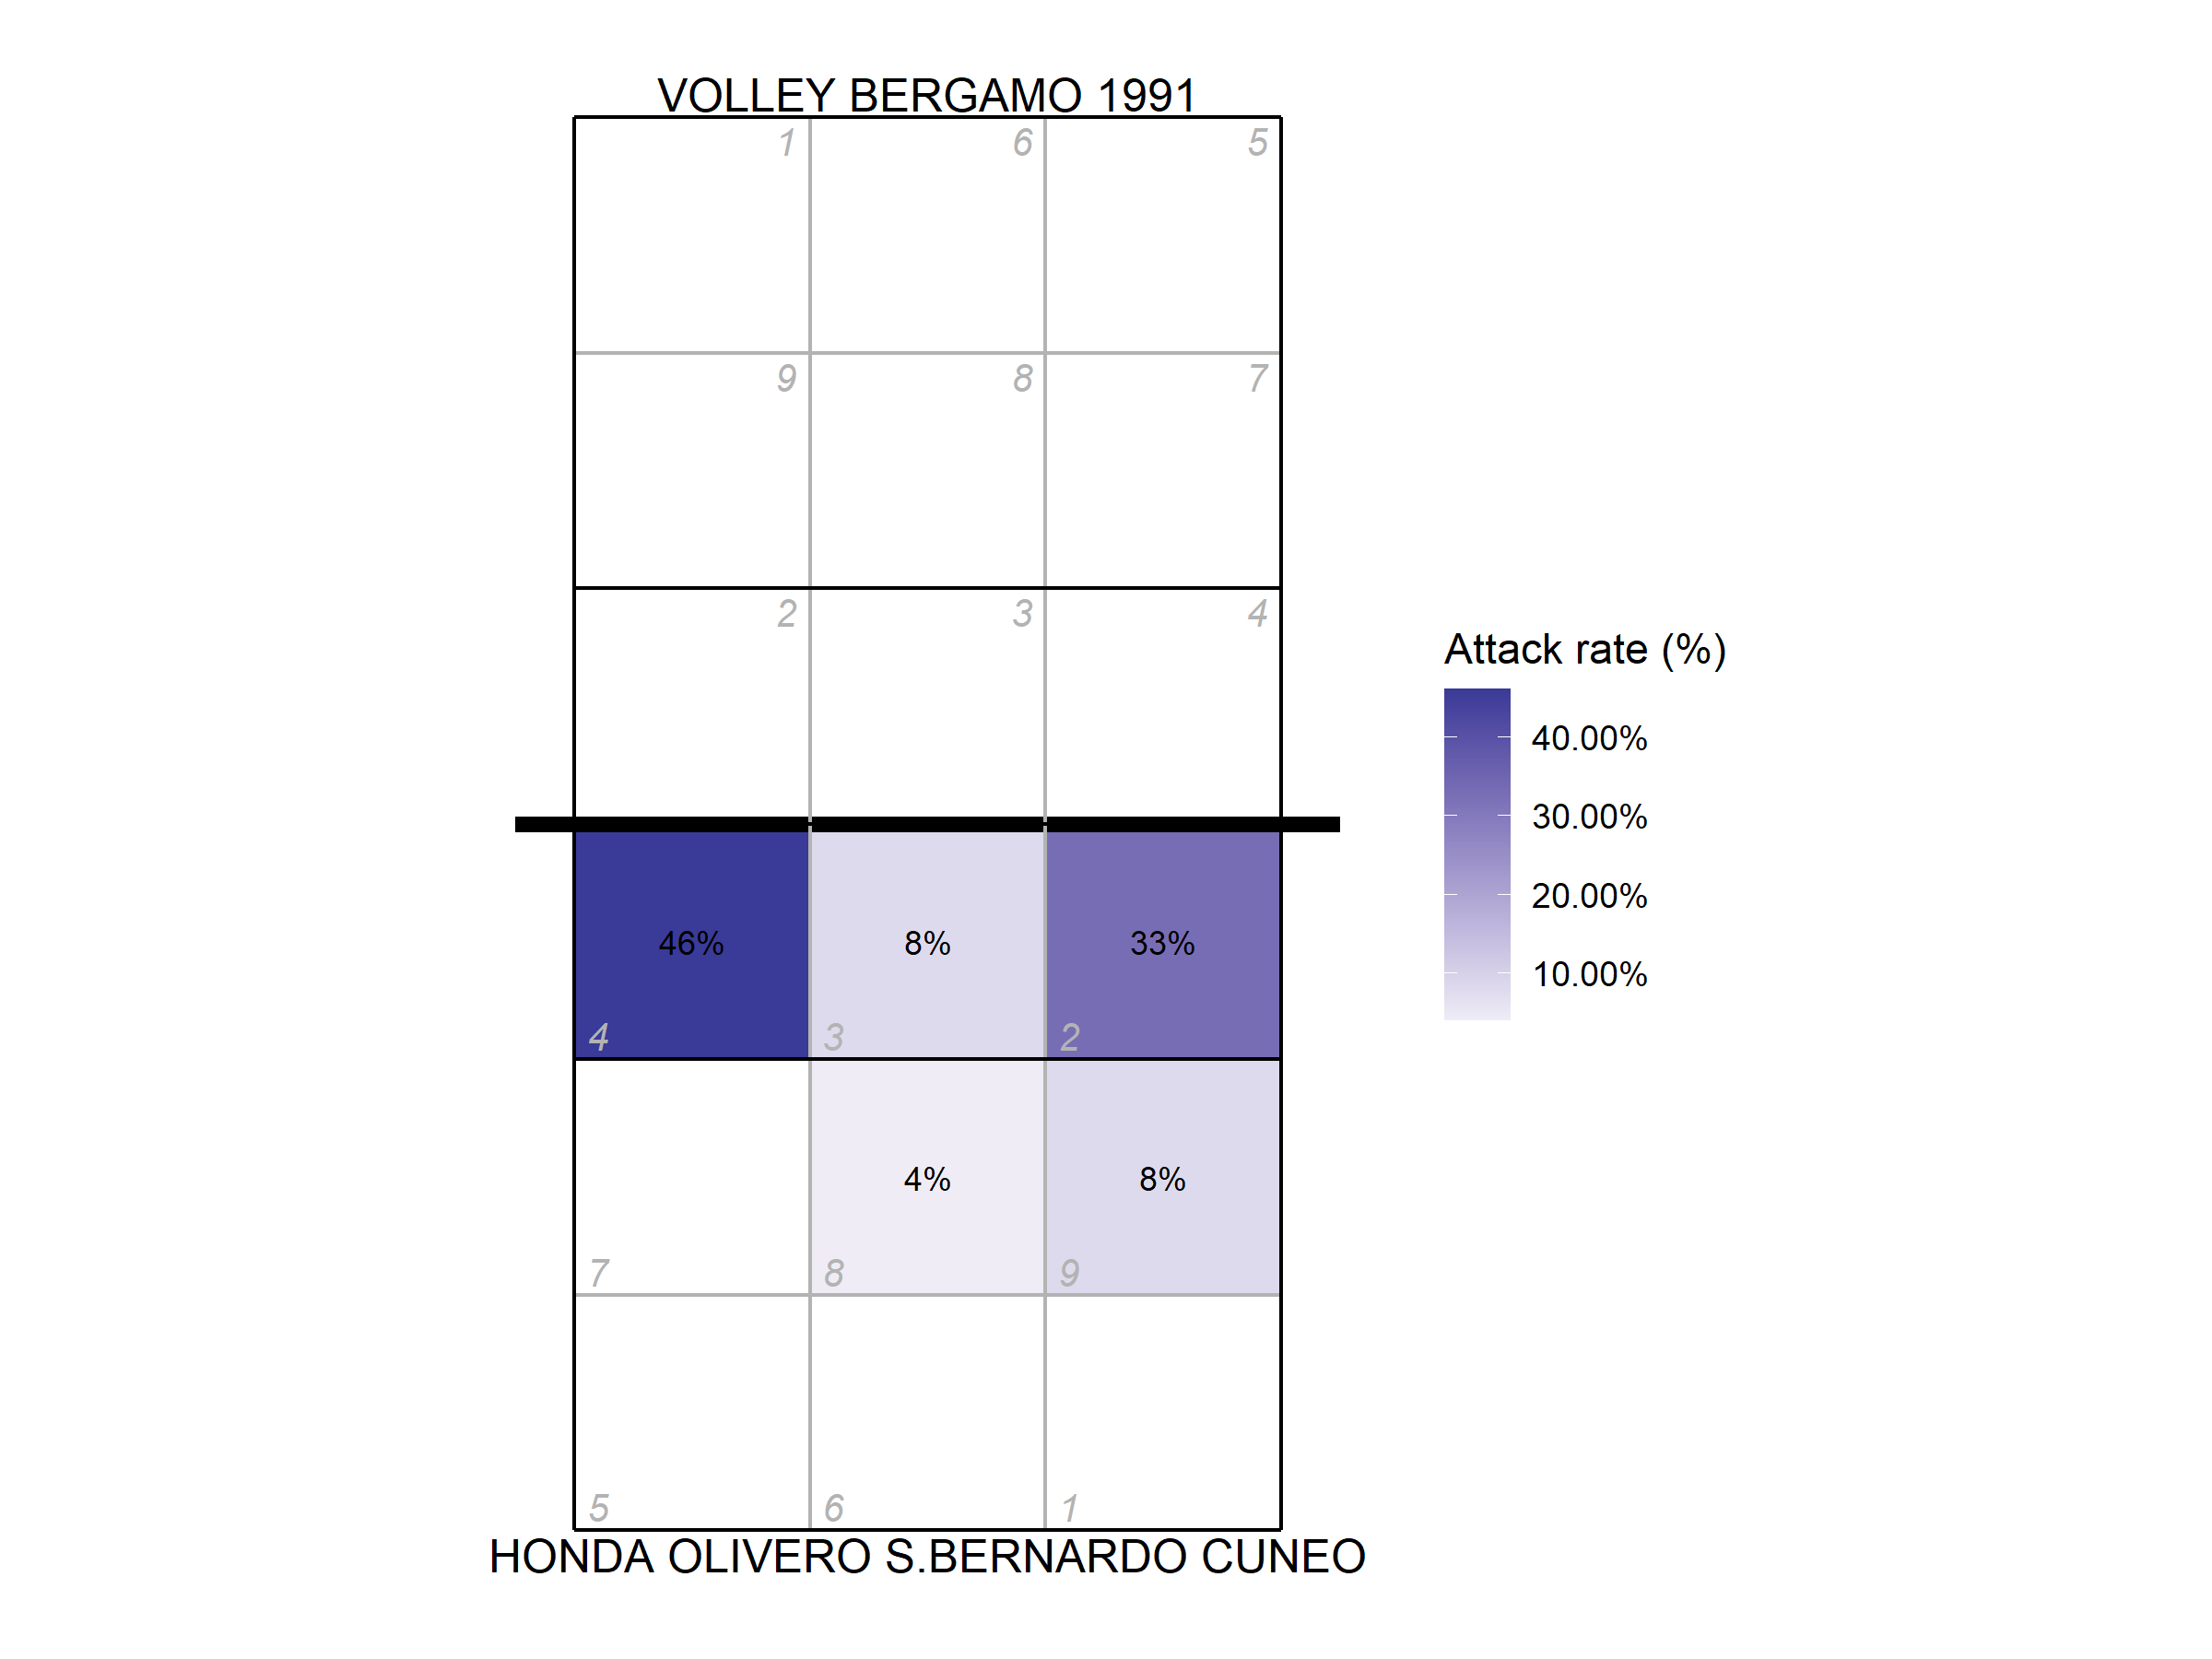 VOLLEY BERGAMO 1991
1 6 5
9 8 7
2 3 4
Attack rate (%)
40.00%
30.00%
20.00%
10.00%
46% 8% 33%
4 3 2
4% 8%
7 8 9
5 6 1
HONDA OLIVERO S.BERNARDO CUNEO